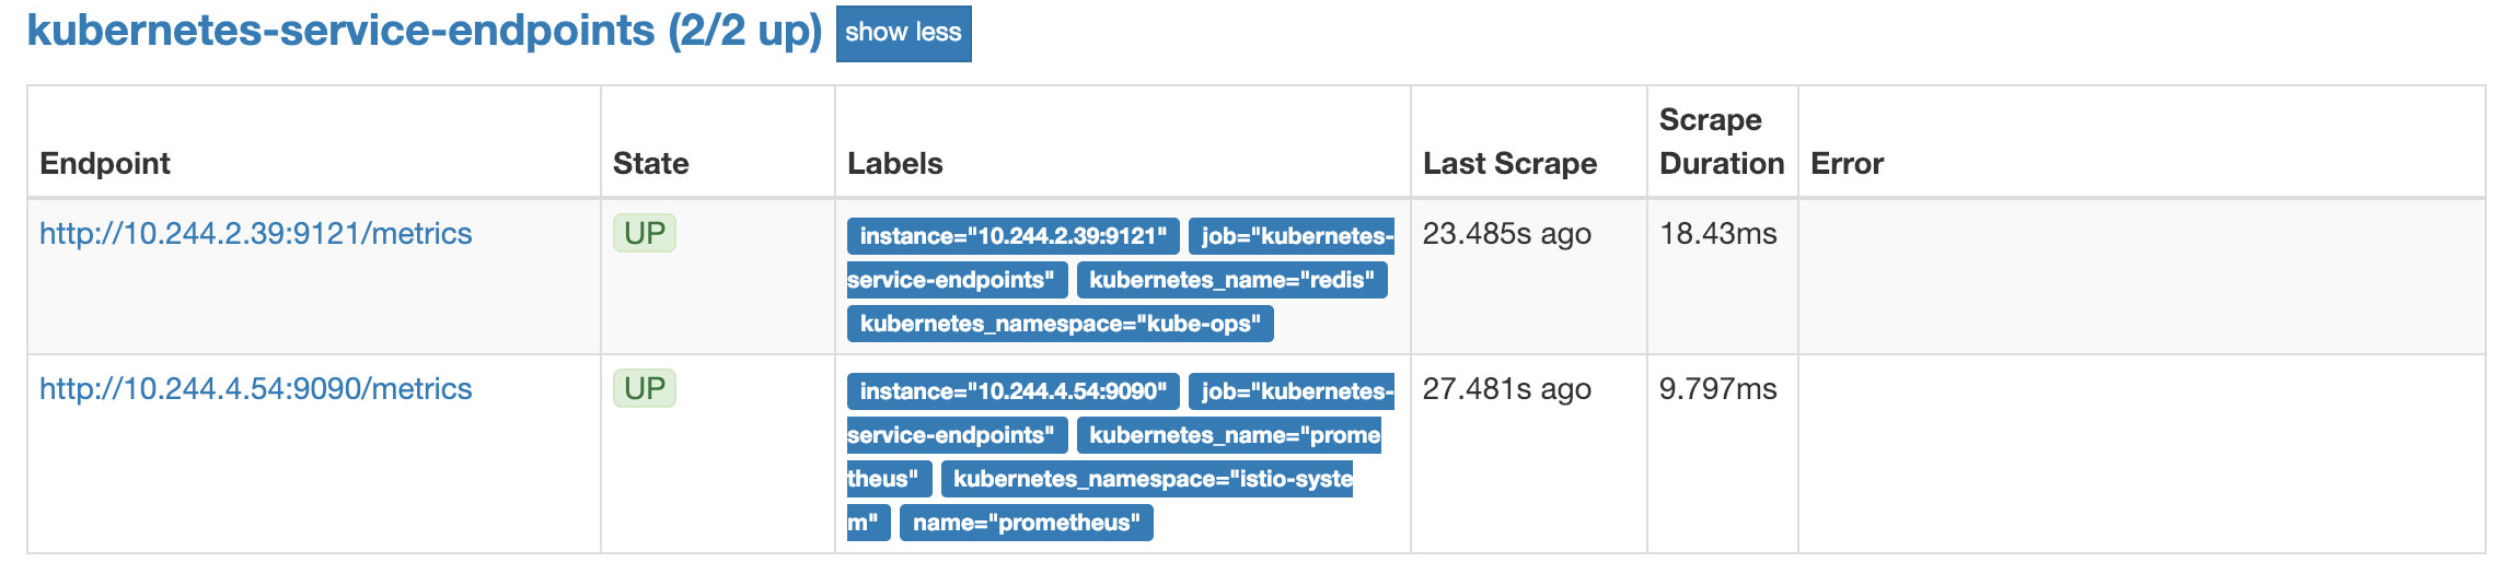 kubernetes-service-endpoints (2/2 up) show less
Endpoint State Labels Last Scrape Scrape Duration Error
http://10.244.2.39:9121/metrics UP instance="10.244.2.39:9121" job="kubernetes- 23.485s ago 18.43ms
service-endpoints" kubernetes_name="redis"
kubernetes_namespace="kube-ops"
http://10.244.4.54:9090/metrics UP instance="10.244.4.54:9090" job="kubernetes- 27.481s ago 9.797ms
service-endpoints" kubernetes_name="prome
theus" kubernetes_namespace="istio-syste
m" name="prometheus"